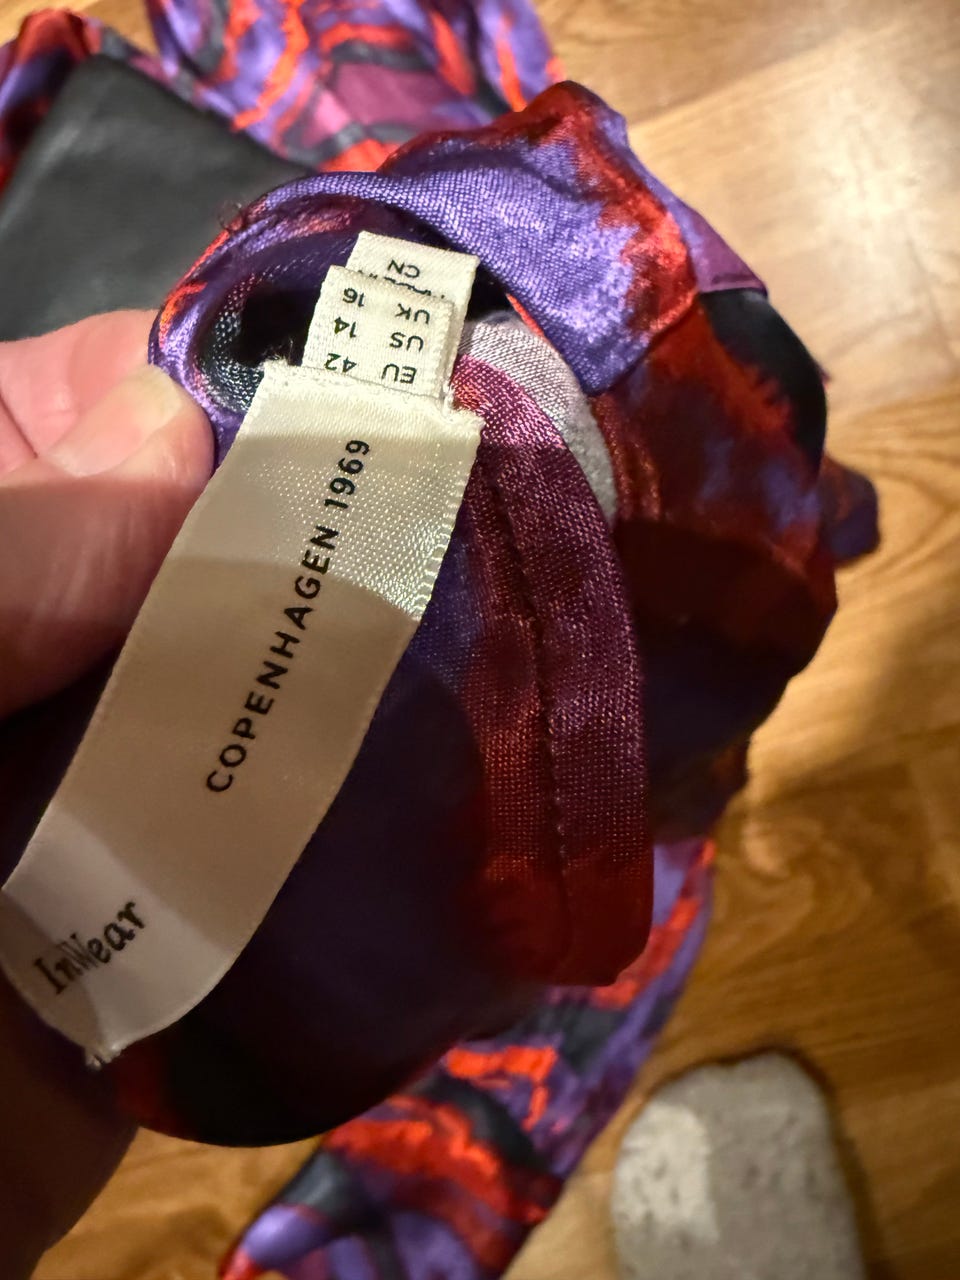 InWear
COPENHAGEN 1969
EU 42
US 14
UK 16
CN